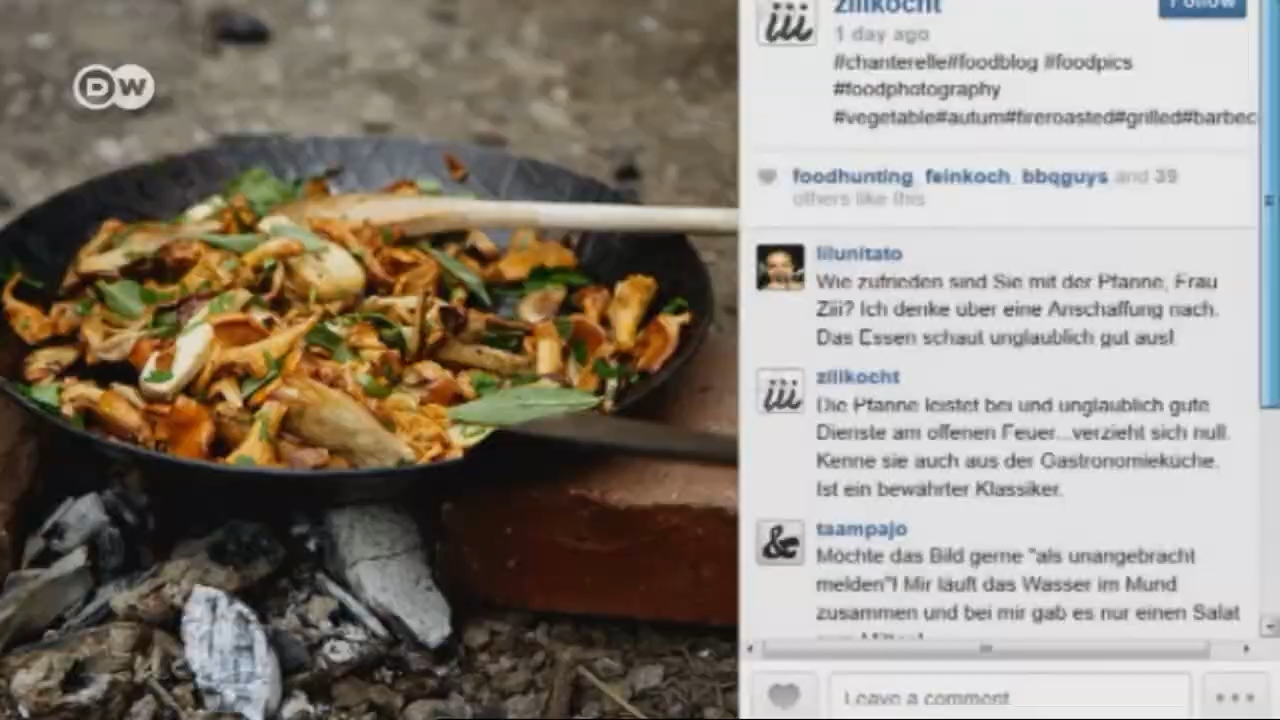 DW
iii
ziiikocht
Follow
1 day ago
#chanterelle#foodblog #foodpics
#foodphotography
#vegetable#autum#fireroasted#grilled#barbec
foodhunting, feinkoch, bbqguys and 39
others like this
lilunitato
Wie zufrieden sind Sie mit der Pfanne, Frau
Ziii? Ich denke über eine Anschaffung nach.
Das Essen schaut unglaublich gut aus!
iii
ziiikocht
Die Pfanne leistet bei und unglaublich gute
Dienste am offenen Feuer...verzieht sich null.
Kenne sie auch aus der Gastronomieküche.
Ist ein bewährter Klassiker.
&
taampajo
Möchte das Bild gerne "als unangebracht
melden"! Mir läuft das Wasser im Mund
zusammen und bei mir gab es nur einen Salat
Leave a comment